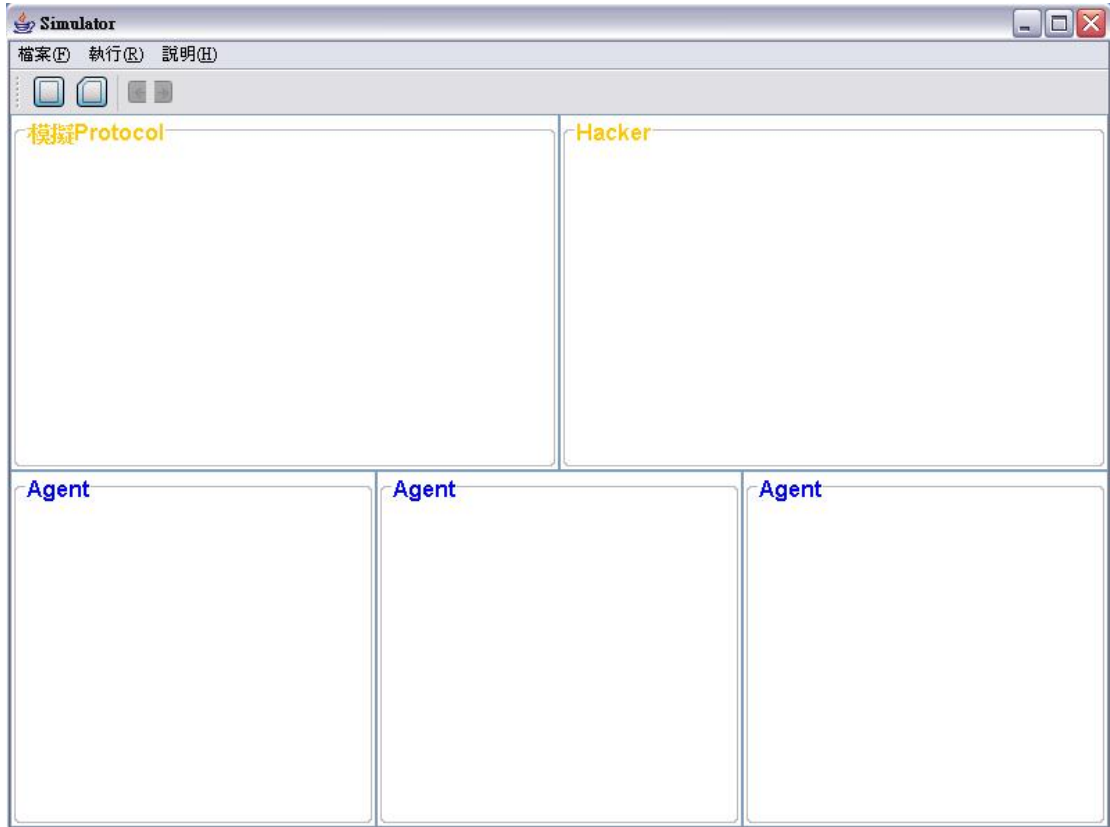 Simulator
檔案(F) 執行(R) 說明(H)
模擬Protocol
Hacker
Agent
Agent
Agent